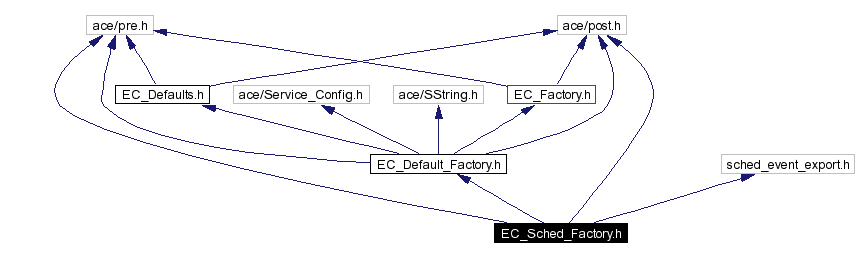 ace/pre.h
ace/post.h
EC_Defaults.h
ace/Service_Config.h
ace/SString.h
EC_Factory.h
EC_Default_Factory.h
sched_event_export.h
EC_Sched_Factory.h